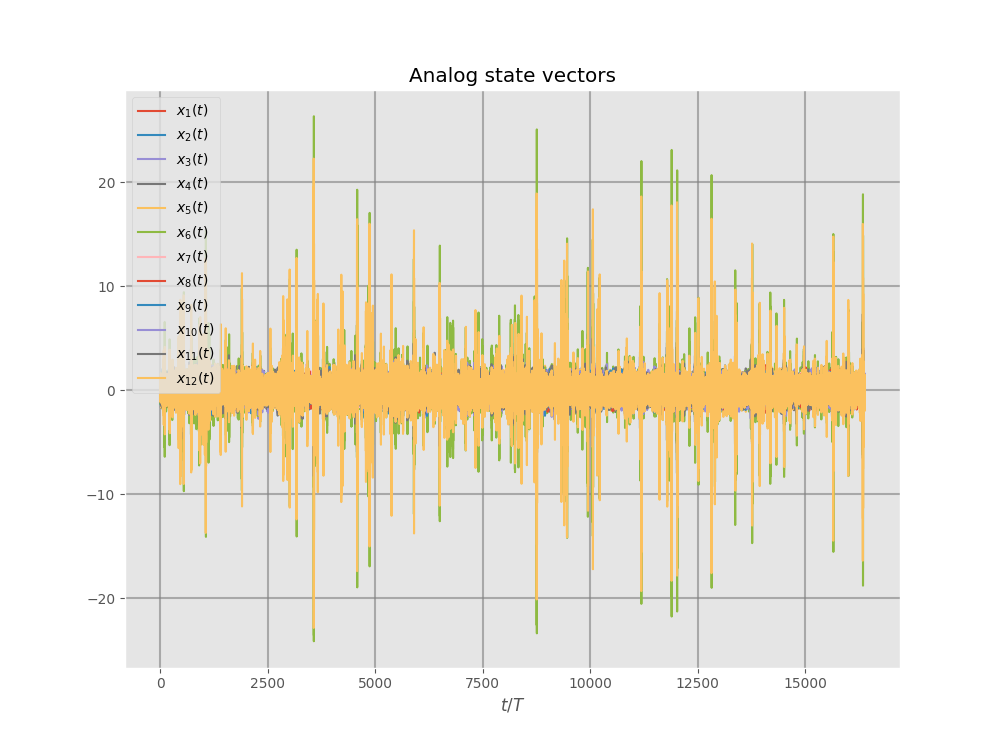 Analog state vectors
x₁(t)
x₂(t)
x₃(t)
x₄(t)
x₅(t)
x₆(t)
x₇(t)
x₈(t)
x₉(t)
x₁₀(t)
x₁₁(t)
x₁₂(t)
20
10
0
−10
−20
0 2500 5000 7500 10000 12500 15000
t/T